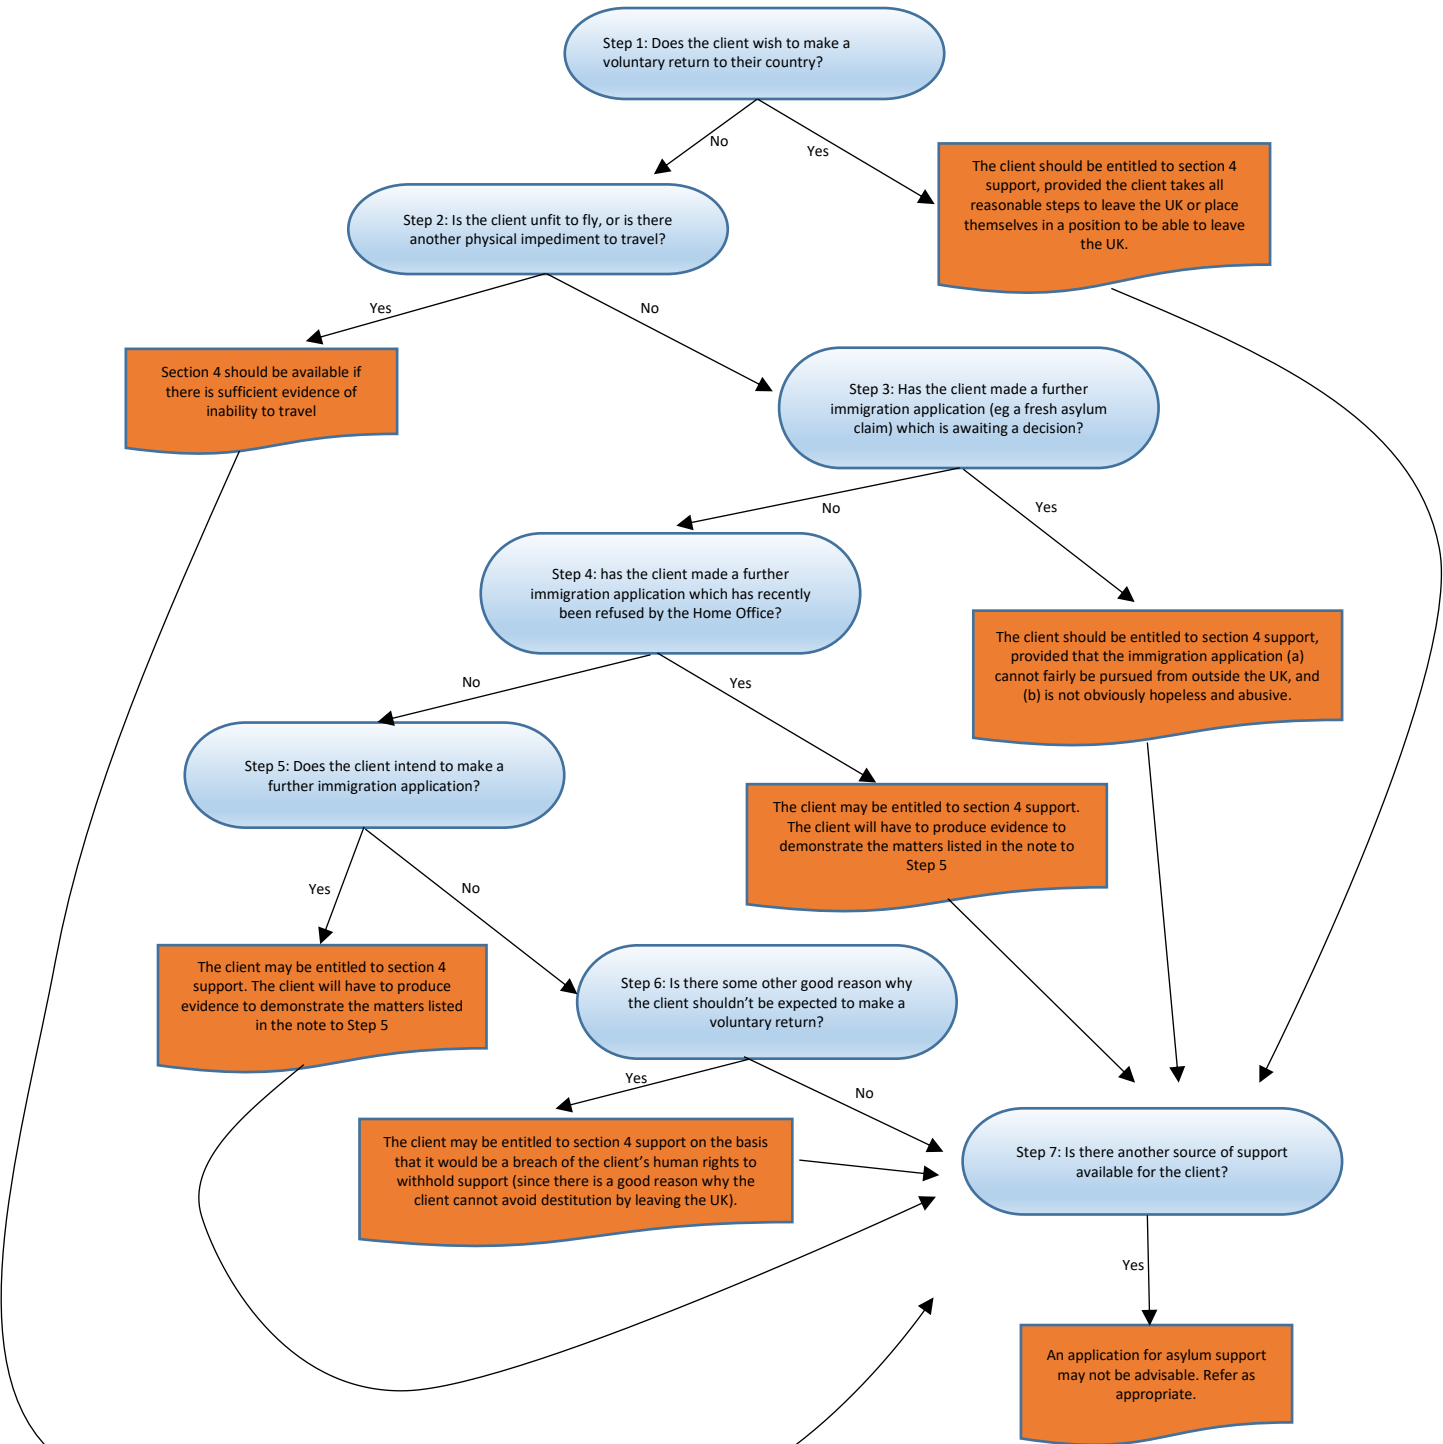 Step 1: Does the client wish to make a
voluntary return to their country?
No
Yes
The client should be entitled to section 4
support, provided the client takes all
reasonable steps to leave the UK or place
themselves in a position to be able to leave
the UK.
Step 2: Is the client unfit to fly, or is there
another physical impediment to travel?
Yes
No
Section 4 should be available if
there is sufficient evidence of
inability to travel
Step 3: Has the client made a further
immigration application (eg a fresh asylum
claim) which is awaiting a decision?
No
Yes
Step 4: has the client made a further
immigration application which has recently
been refused by the Home Office?
The client should be entitled to section 4 support,
provided that the immigration application (a)
cannot fairly be pursued from outside the UK, and
(b) is not obviously hopeless and abusive.
No
Yes
Step 5: Does the client intend to make a
further immigration application?
The client may be entitled to section 4 support.
The client will have to produce evidence to
demonstrate the matters listed in the note to
Step 5
Yes
No
The client may be entitled to section 4
support. The client will have to produce
evidence to demonstrate the matters listed
in the note to Step 5
Step 6: Is there some other good reason why
the client shouldn’t be expected to make a
voluntary return?
Yes
No
The client may be entitled to section 4 support on the basis
that it would be a breach of the client’s human rights to
withhold support (since there is a good reason why the
client cannot avoid destitution by leaving the UK).
Step 7: Is there another source of support
available for the client?
Yes
An application for asylum support
may not be advisable. Refer as
appropriate.